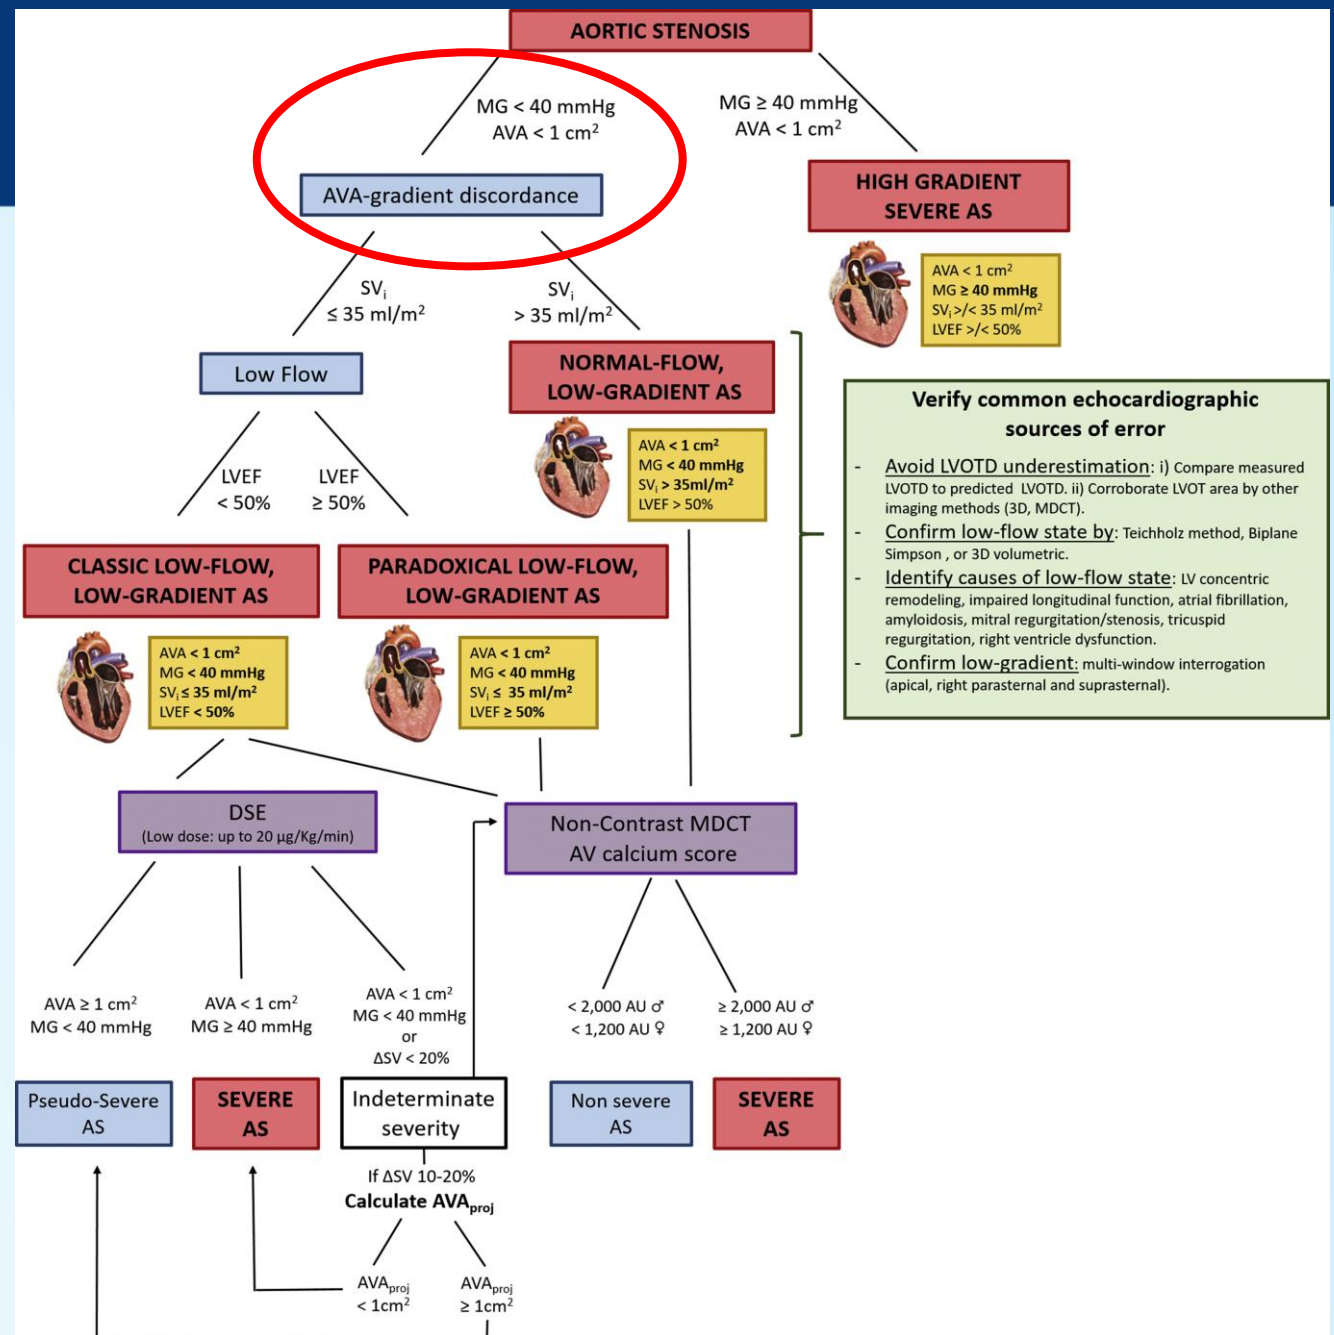 AORTIC STENOSIS
MG < 40 mmHg
AVA < 1 cm²
MG ≥ 40 mmHg
AVA < 1 cm²
AVA-gradient discordance
HIGH GRADIENT
SEVERE AS
AVA < 1 cm²
MG ≥ 40 mmHg
SVᵢ >/< 35 ml/m²
LVEF >/< 50%
SVᵢ
≤ 35 ml/m²
SVᵢ
> 35 ml/m²
Low Flow
NORMAL-FLOW,
LOW-GRADIENT AS
AVA < 1 cm²
MG < 40 mmHg
SVᵢ > 35ml/m²
LVEF > 50%
LVEF
< 50%
LVEF
≥ 50%
Verify common echocardiographic
sources of error
- Avoid LVOTD underestimation: i) Compare measured
LVOTD to predicted LVOTD. ii) Corroborate LVOT area by other
imaging methods (3D, MDCT).
- Confirm low-flow state by: Teichholz method, Biplane
Simpson , or 3D volumetric.
- Identify causes of low-flow state: LV concentric
remodeling, impaired longitudinal function, atrial fibrillation,
amyloidosis, mitral regurgitation/stenosis, tricuspid
regurgitation, right ventricle dysfunction.
- Confirm low-gradient: multi-window interrogation
(apical, right parasternal and suprasternal).
CLASSIC LOW-FLOW,
LOW-GRADIENT AS
AVA < 1 cm²
MG < 40 mmHg
SVᵢ ≤ 35 ml/m²
LVEF < 50%
PARADOXICAL LOW-FLOW,
LOW-GRADIENT AS
AVA < 1 cm²
MG < 40 mmHg
SVᵢ ≤ 35 ml/m²
LVEF ≥ 50%
DSE
(Low dose: up to 20 µg/Kg/min)
Non-Contrast MDCT
AV calcium score
AVA ≥ 1 cm²
MG < 40 mmHg
AVA < 1 cm²
MG ≥ 40 mmHg
AVA < 1 cm²
MG < 40 mmHg
or
ΔSV < 20%
< 2,000 AU ♂
< 1,200 AU ♀
≥ 2,000 AU ♂
≥ 1,200 AU ♀
Pseudo-Severe
AS
SEVERE
AS
Indeterminate
severity
Non severe
AS
SEVERE
AS
If ΔSV 10-20%
Calculate AVAproj
AVAproj
< 1cm²
AVAproj
≥ 1cm²